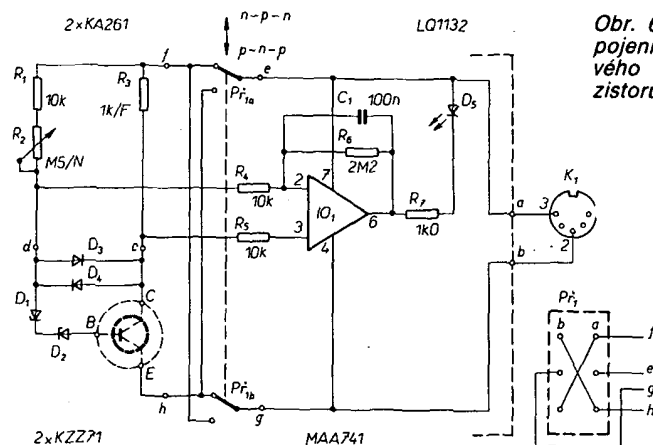 2×KA261
n-p-n
p-n-p
LQ1132
Obr. 6
pojení
vého
zistoru
R1
10k
R3
1k/F
f
Př1a
e
C1
100n
D5
R2
M5/N
R6
2M2
K1
R4
10k
2
7
IO1
6
R7
1k0
a
3
R5
10k
3
4
b
2
d
D3
c
D4
D1
C
B
D2
E
Př1
b
a
f
e
g
h
h
Př1b
g
2×KZZ71
MAA741